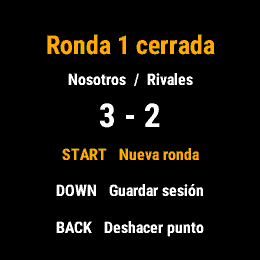 Ronda 1 cerrada
Nosotros / Rivales
3 - 2
START Nueva ronda
DOWN Guardar sesión
BACK Deshacer punto